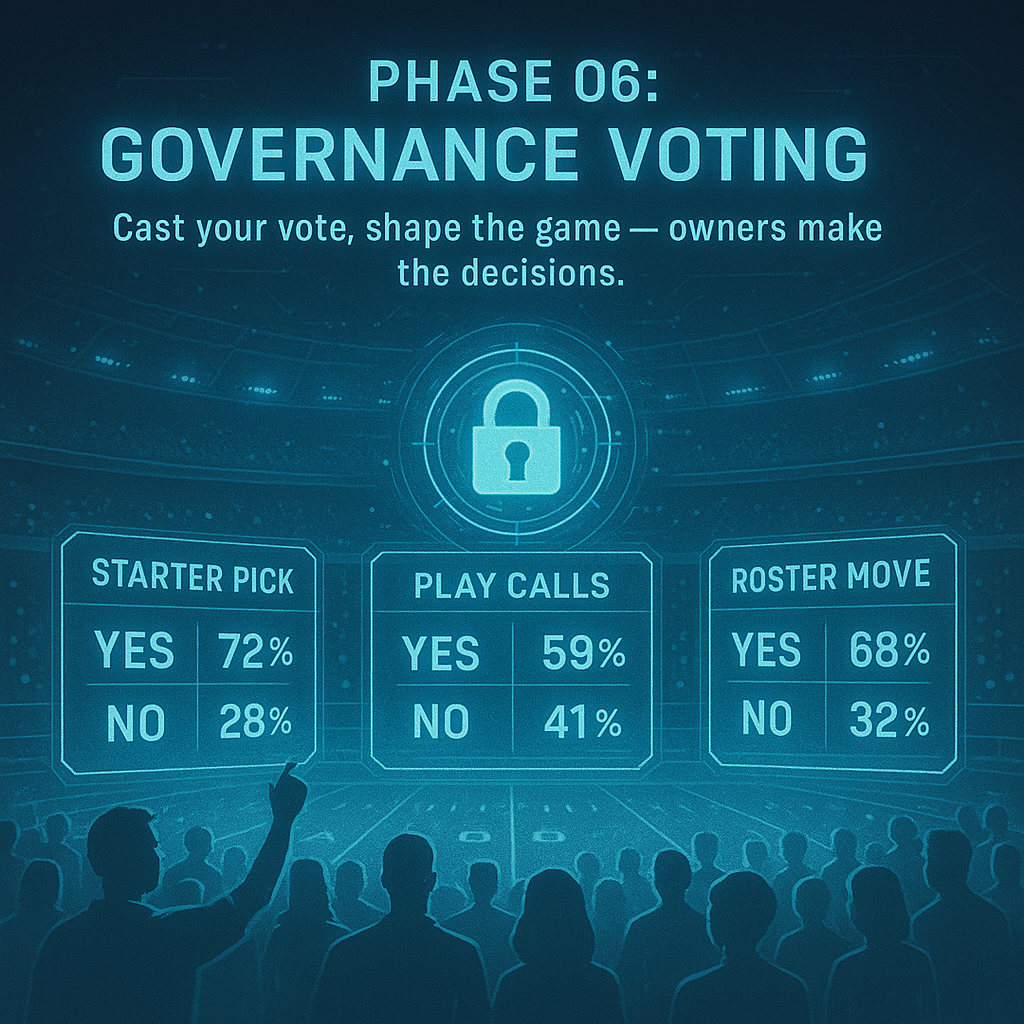 PHASE 06:
GOVERNANCE VOTING
Cast your vote, shape the game — owners make
the decisions.
STARTER PICK
YES 72%
NO 28%
PLAY CALLS
YES 59%
NO 41%
ROSTER MOVE
YES 68%
NO 32%